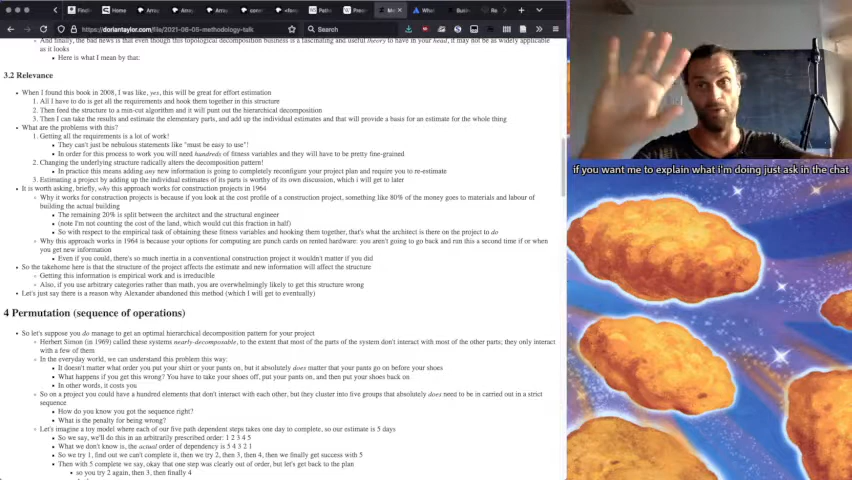 Findin
Home
Array
Array
conne
Array
Pattern
Presen
Me
What
Busin
Re
https://doriantaylor.com/file/2021-08-05-methodology-talk
Search
And finally, the bad news is that even though this topological decomposition business is a fascinating and useful theory to have in your head, it may not be as widely applicable
as it looks
Here is what I mean by that:
3.2 Relevance
When I found this book in 2008, I was like, yes, this will be great for effort estimation
1. All I have to do is get all the requirements and hook them together in this structure
2. Then feed the structure to a min-cut algorithm and it will punt out the hierarchical decomposition
3. Then I can take the results and estimate the elementary parts, and add up the individual estimates and that will provide a basis for an estimate for the whole thing
What are the problems with this?
1. Getting all the requirements is a lot of work!
They can't just be nebulous statements like "must be easy to use"!
In order for this process to work you will need hundreds of fitness variables and they will have to be pretty fine-grained
2. Changing the underlying structure radically alters the decomposition pattern!
In practice this means adding any new information is going to completely reconfigure your project plan and require you to re-estimate
3. Estimating a project by adding up the individual estimates of its parts is worthy of its own discussion, which i will get to later
It is worth asking, briefly, why this approach works for construction projects in 1964
Why it works for construction projects is because if you look at the cost profile of a construction project, something like 80% of the money goes to materials and labour of
building the actual building
The remaining 20% is split between the architect and the structural engineer
(note I'm not counting the cost of the land, which would cut this fraction in half)
So with respect to the empirical task of obtaining these fitness variables and hooking them together, that's what the architect is there on the project to do
Why this approach works in 1964 is because your options for computing are punch cards on rented hardware: you aren't going to go back and run this a second time if or when
you get new information
Even if you could, there's so much inertia in a conventional construction project it wouldn't matter if you did
So the takehome here is that the structure of the project affects the estimate and new information will affect the structure
Getting this information is empirical work and is irreducible
Also, if you use arbitrary categories rather than math, you are overwhelmingly likely to get this structure wrong
Let's just say there is a reason why Alexander abandoned this method (which I will get to eventually)
4 Permutation (sequence of operations)
So let's suppose you do manage to get an optimal hierarchical decomposition pattern for your project
Herbert Simon (in 1969) called these systems nearly-decomposable, to the extent that most of the parts of the system don't interact with most of the other parts; they only interact
with a few of them
In the everyday world, we can understand this problem this way:
It doesn't matter what order you put your shirt or your pants on, but it absolutely does matter that your pants go on before your shoes
What happens if you get this wrong? You have to take your shoes off, put your pants on, and then put your shoes back on
In other words, it costs you
So on a project you could have a hundred elements that don't interact with each other, but they cluster into five groups that absolutely does need to be in carried out in a strict
sequence
How do you know you got the sequence right?
What is the penalty for being wrong?
Let's imagine a toy model where each of our five path dependent steps takes one day to complete, so our estimate is 5 days
So we say, we'll do this in an arbitrarily prescribed order: 1 2 3 4 5
What we don't know is, the actual order of dependency is 5 4 3 2 1
So we try 1, find out we can't complete it, then we try 2, then 3, then 4, then we finally get success with 5
Then with 5 complete we say, okay that one step was clearly out of order, but let's get back to the plan
so you try 2 again, then 3, then finally 4
if you want me to explain what i'm doing just ask in the chat